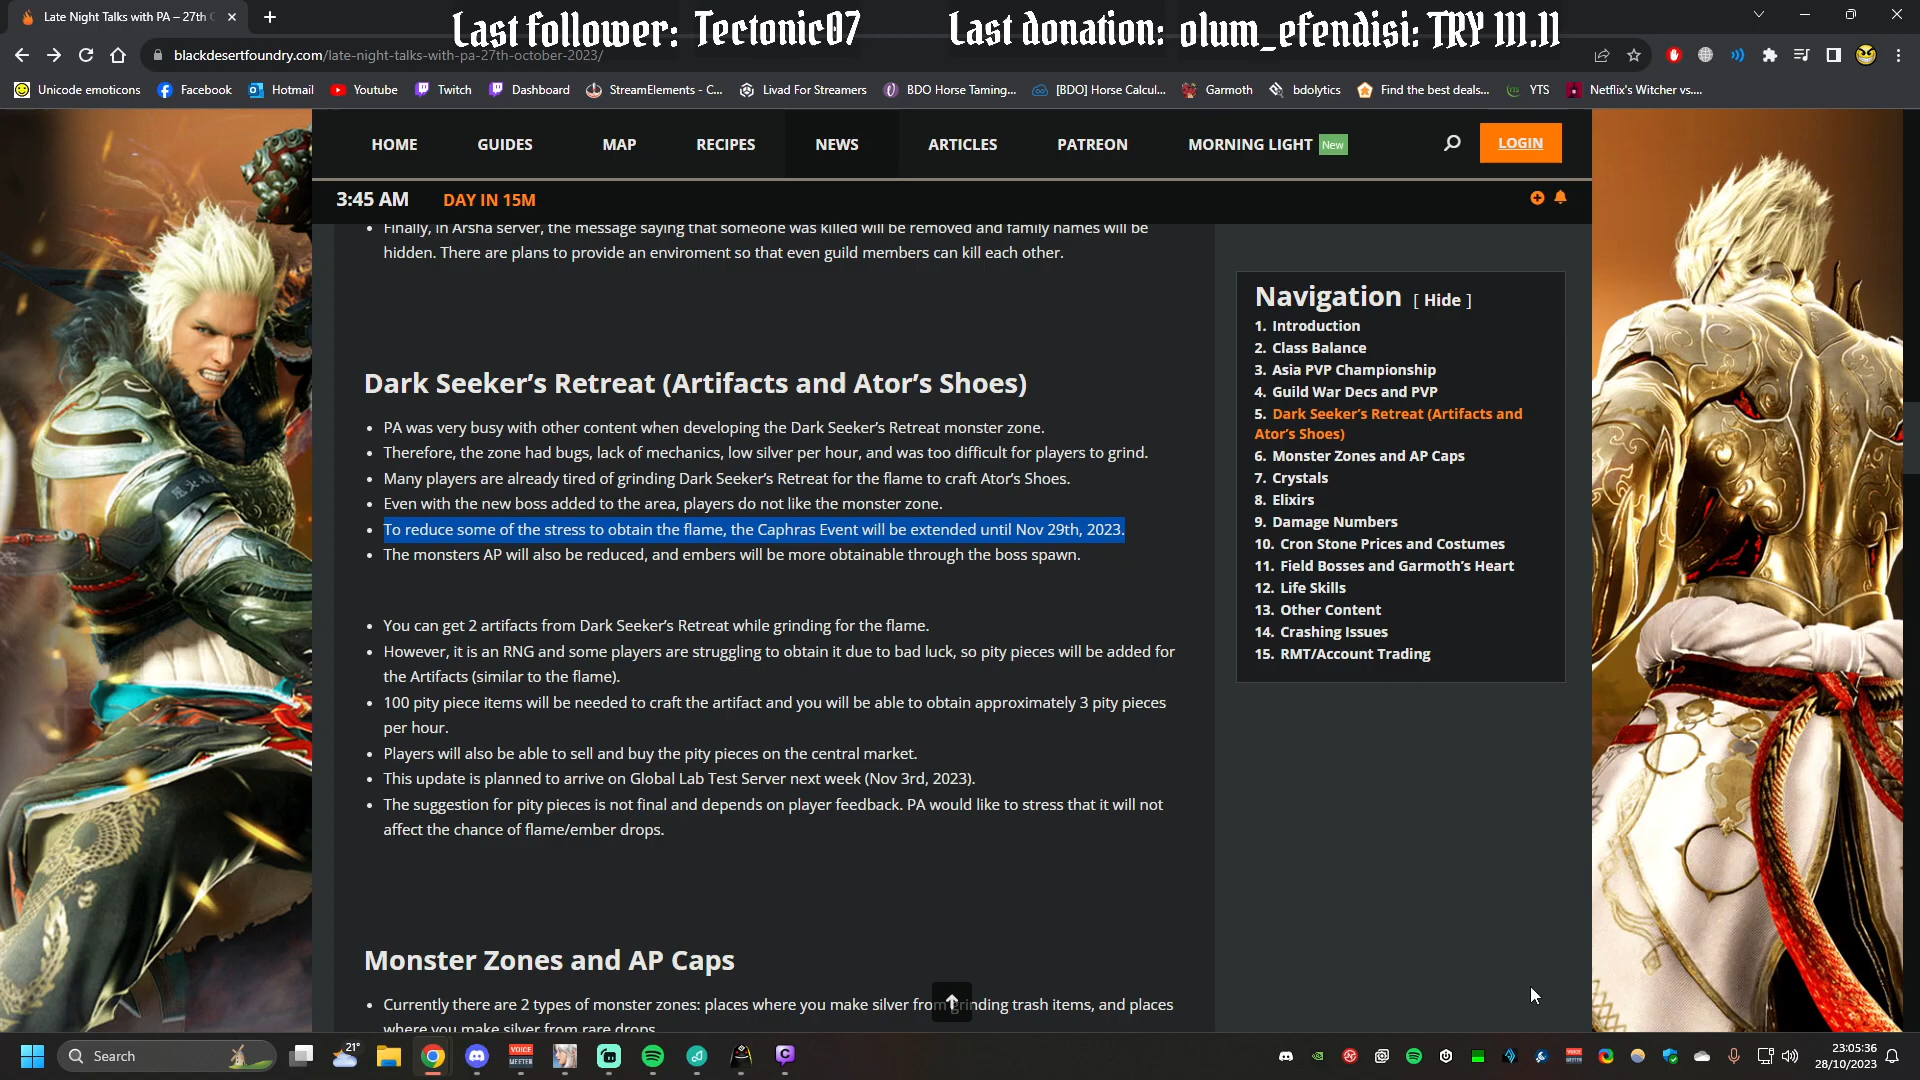 Late Night Talks with PA – 27th
Last follower: Tectonic07
Last donation: olum_efendisi: TRY 111.11
blackdesertfoundry.com/late-night-talks-with-pa-27th-october-2023/
Unicode emoticons
Facebook
Hotmail
Youtube
Twitch
Dashboard
StreamElements - C...
Livad For Streamers
BDO Horse Taming...
[BDO] Horse Calcul...
Garmoth
bdolytics
Find the best deals...
YTS
Netflix's Witcher vs....
HOME
GUIDES
MAP
RECIPES
NEWS
ARTICLES
PATREON
MORNING LIGHT New
LOGIN
3:45 AM
DAY IN 15M
Finally, in Arsha server, the message saying that someone was killed will be removed and family names will be
hidden. There are plans to provide an enviroment so that even guild members can kill each other.
Dark Seeker’s Retreat (Artifacts and Ator’s Shoes)
PA was very busy with other content when developing the Dark Seeker’s Retreat monster zone.
Therefore, the zone had bugs, lack of mechanics, low silver per hour, and was too difficult for players to grind.
Many players are already tired of grinding Dark Seeker’s Retreat for the flame to craft Ator’s Shoes.
Even with the new boss added to the area, players do not like the monster zone.
To reduce some of the stress to obtain the flame, the Caphras Event will be extended until Nov 29th, 2023.
The monsters AP will also be reduced, and embers will be more obtainable through the boss spawn.
You can get 2 artifacts from Dark Seeker’s Retreat while grinding for the flame.
However, it is an RNG and some players are struggling to obtain it due to bad luck, so pity pieces will be added for
the Artifacts (similar to the flame).
100 pity piece items will be needed to craft the artifact and you will be able to obtain approximately 3 pity pieces
per hour.
Players will also be able to sell and buy the pity pieces on the central market.
This update is planned to arrive on Global Lab Test Server next week (Nov 3rd, 2023).
The suggestion for pity pieces is not final and depends on player feedback. PA would like to stress that it will not
affect the chance of flame/ember drops.
Monster Zones and AP Caps
Currently there are 2 types of monster zones: places where you make silver from grinding trash items, and places
where you make silver from rare drops.
Navigation [ Hide ]
1. Introduction
2. Class Balance
3. Asia PVP Championship
4. Guild War Decs and PVP
5. Dark Seeker’s Retreat (Artifacts and
Ator’s Shoes)
6. Monster Zones and AP Caps
7. Crystals
8. Elixirs
9. Damage Numbers
10. Cron Stone Prices and Costumes
11. Field Bosses and Garmoth’s Heart
12. Life Skills
13. Other Content
14. Crashing Issues
15. RMT/Account Trading
Search
21°
VOICE
MEETER
23:05:36
28/10/2023